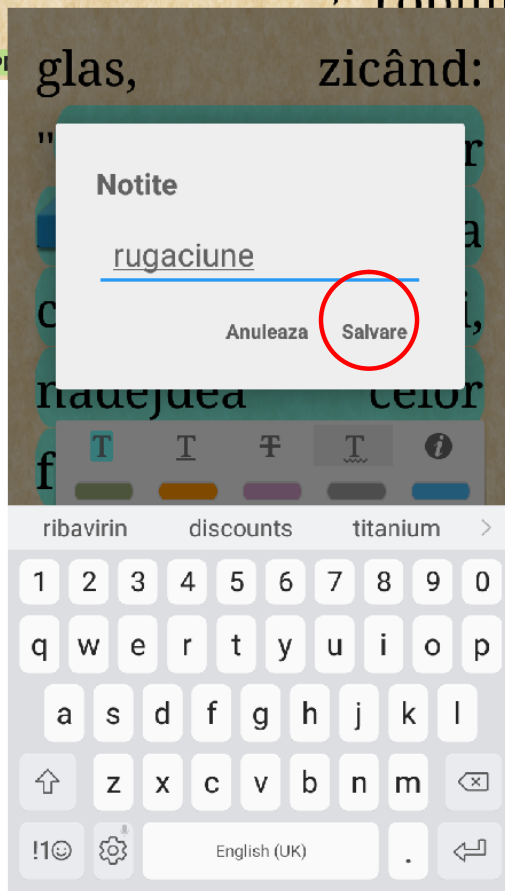 glas, zicând:
"
r
a
Notite
rugaciune
Anuleaza Salvare
c i,
nadejdea celor
T T T T i
f
ribavirin discounts titanium >
1 2 3 4 5 6 7 8 9 0
q w e r t y u i o p
a s d f g h j k l
z x c v b n m
!1☺ English (UK) .